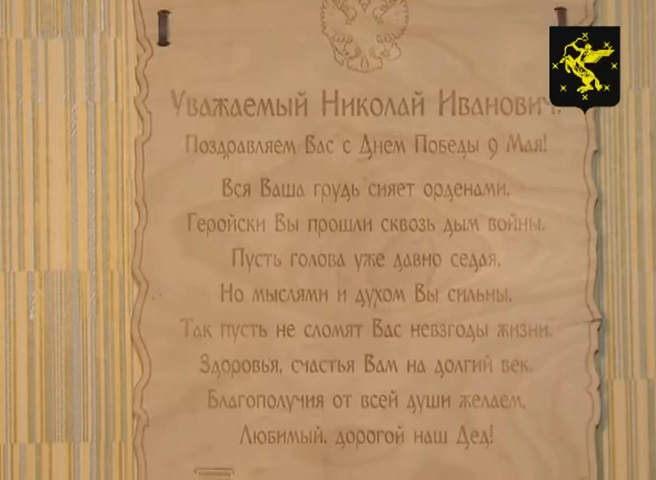 Уважаемый Николай Иванович,
Поздравляем Вас с Днем Победы 9 Мая!
Вся Ваша грудь сияет орденами,
Геройски Вы прошли сквозь дым войны.
Пусть голова уже давно седая,
Но мыслями и духом Вы сильны.
Так пусть не сломят Вас невзгоды жизни.
Здоровья, счастья Вам на долгий век.
Благополучия от всей души желаем,
Любимый, дорогой наш Дед!